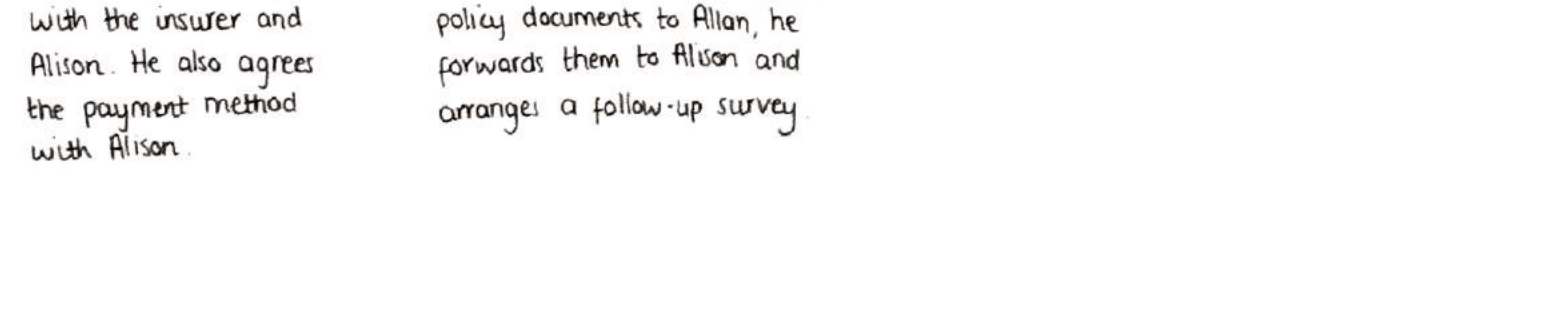 with the insurer and
Alison. He also agrees
the payment method
with Alison.
policy documents to Allan, he
forwards them to Alison and
arranges a follow-up survey.